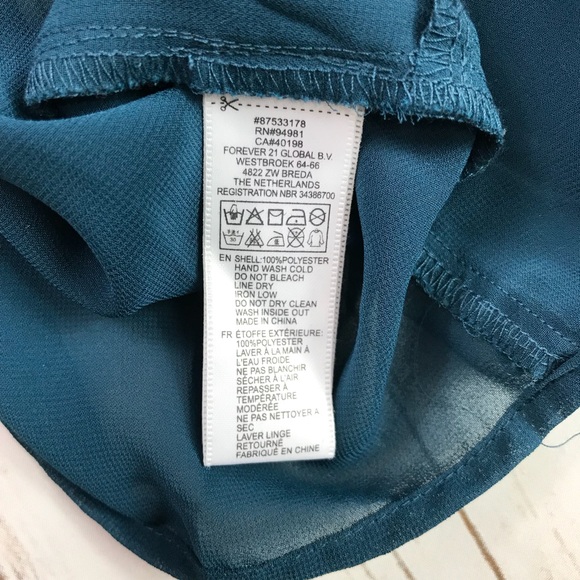 #87533178
RN#94981
CA#40198
FOREVER 21 GLOBAL B.V.
WESTBROEK 64-66
4822 ZW BREDA
THE NETHERLANDS
REGISTRATION NBR 34386700
EN SHELL:100%POLYESTER
HAND WASH COLD
DO NOT BLEACH
LINE DRY
IRON LOW
DO NOT DRY CLEAN
WASH INSIDE OUT
MADE IN CHINA
FR ÉTOFFE EXTÉRIEURE:
100%POLYESTER
LAVER À LA MAIN À
L'EAU FROIDE
NE PAS BLANCHIR
SÉCHER À L'AIR
REPASSER À
TEMPÉRATURE
MODÉRÉE
NE PAS NETTOYER À
SEC
LAVER LINGE
RETOURNÉ
FABRIQUÉ EN CHINE